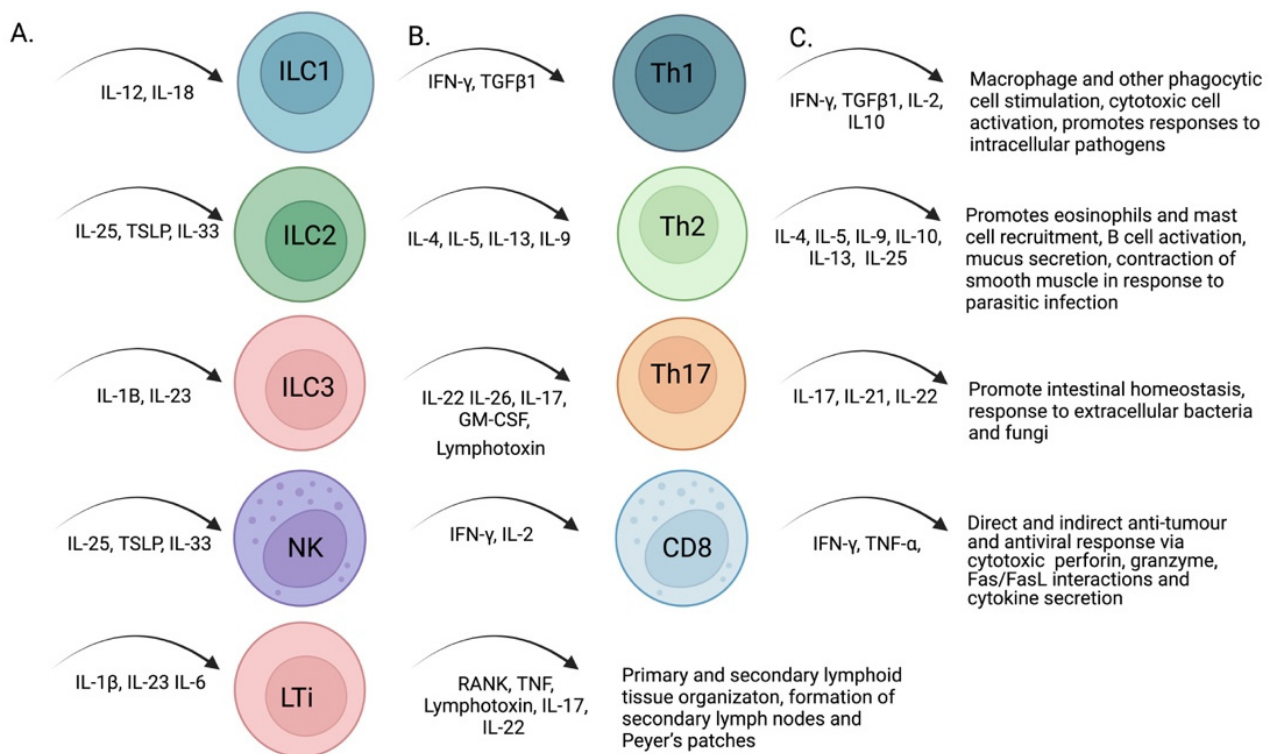 A.
B.
C.
IL-12, IL-18
ILC1
IFN-γ, TGFβ1
Th1
IFN-γ, TGFβ1, IL-2,
IL10
Macrophage and other phagocytic
cell stimulation, cytotoxic cell
activation, promotes responses to
intracellular pathogens
IL-25, TSLP, IL-33
ILC2
IL-4, IL-5, IL-13, IL-9
Th2
IL-4, IL-5, IL-9, IL-10,
IL-13, IL-25
Promotes eosinophils and mast
cell recruitment, B cell activation,
mucus secretion, contraction of
smooth muscle in response to
parasitic infection
IL-1B, IL-23
ILC3
IL-22 IL-26, IL-17,
GM-CSF,
Lymphotoxin
Th17
IL-17, IL-21, IL-22
Promote intestinal homeostasis,
response to extracellular bacteria
and fungi
IL-25, TSLP, IL-33
NK
IFN-γ, IL-2
CD8
IFN-γ, TNF-α,
Direct and indirect anti-tumour
and antiviral response via
cytotoxic perforin, granzyme,
Fas/FasL interactions and
cytokine secretion
IL-1β, IL-23 IL-6
LTi
RANK, TNF,
Lymphotoxin, IL-17,
IL-22
Primary and secondary lymphoid
tissue organizaton, formation of
secondary lymph nodes and
Peyer's patches